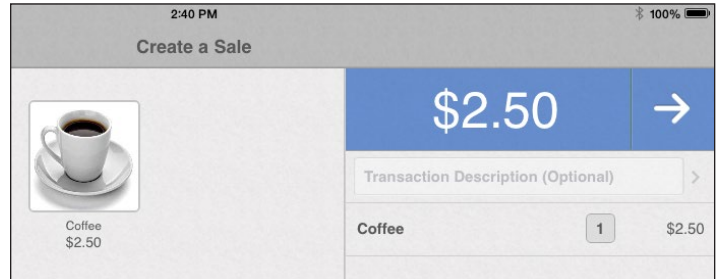 2:40 PM
100%
Create a Sale
$2.50
Transaction Description (Optional)
Coffee
$2.50
Coffee 1 $2.50